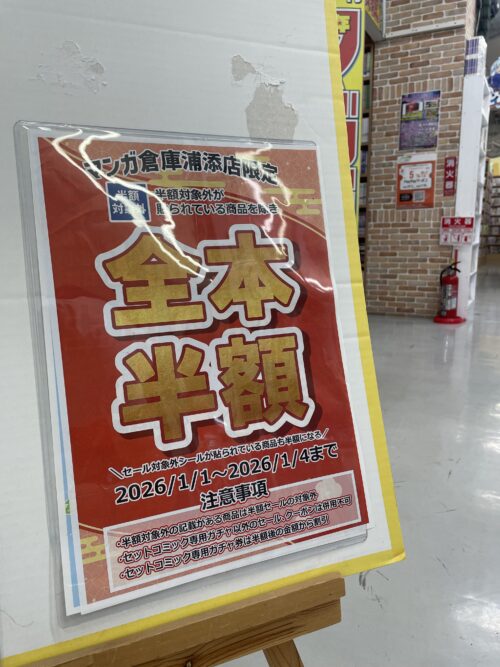 マンガ倉庫浦添店限定
半額
対象外
半額対象外が
貼られている商品を除き
全本
半額
＼セール対象外シールが貼られている商品も半額になる／
2026/1/1～2026/1/4まで
注意事項
・半額対象外の記載がある商品は半額セールの対象外
・セットコミック専用ガチャ以外のセール、クーポンは併用不可
・セットコミック専用ガチャ券は半額後の金額から割引
消火器
消火器